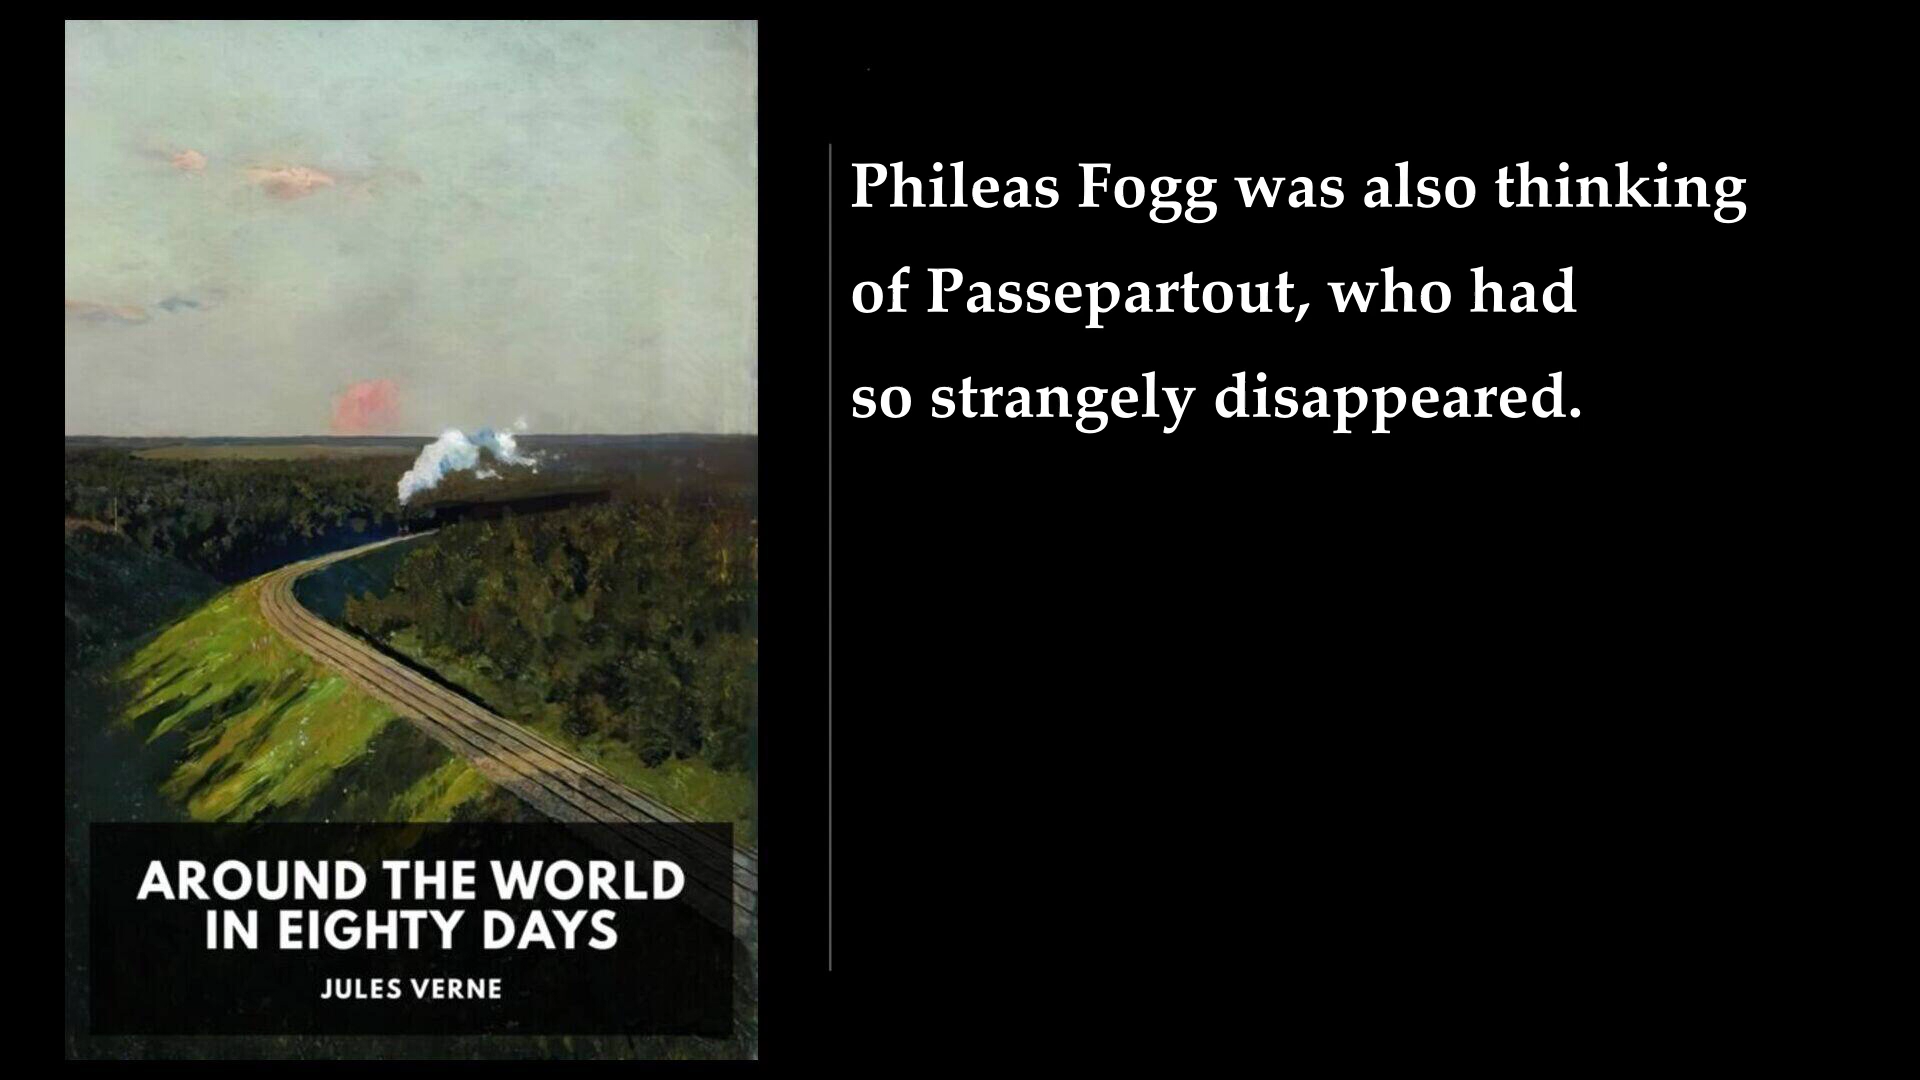 Phileas Fogg was also thinking
of Passepartout, who had
so strangely disappeared.
AROUND THE WORLD
IN EIGHTY DAYS
JULES VERNE